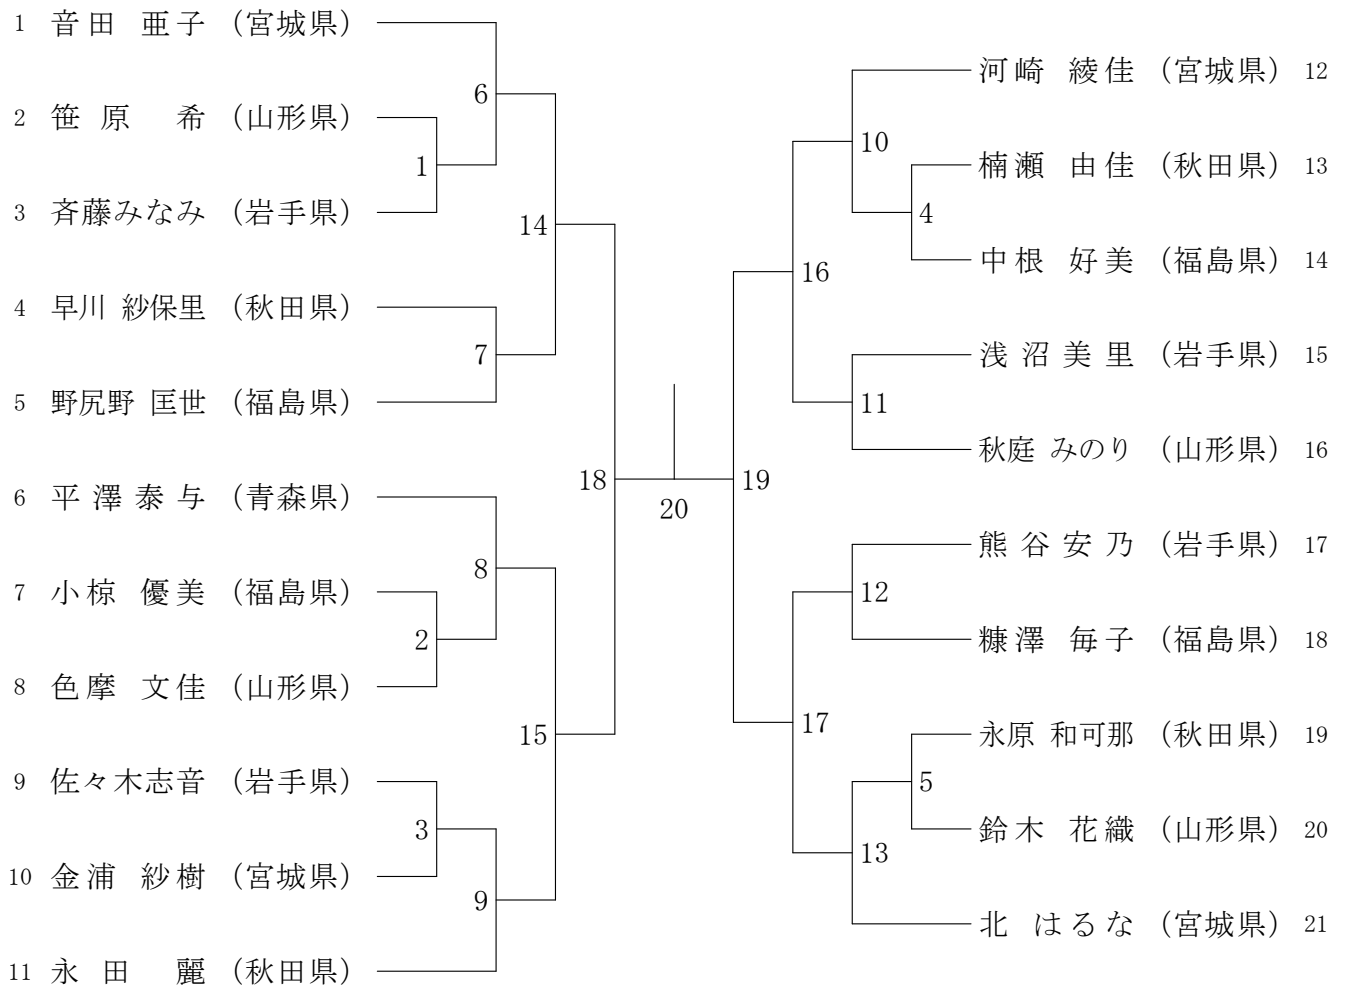 1 音田 亜子 （宮城県）
2 笹原 希 （山形県）
3 斉藤みなみ （岩手県）
4 早川 紗保里 （秋田県）
5 野尻野 匡世 （福島県）
6 平澤泰与 （青森県）
7 小椋 優美 （福島県）
8 色摩 文佳 （山形県）
9 佐々木志音 （岩手県）
10 金浦 紗樹 （宮城県）
11 永田 麗 （秋田県）
6
1
14
7
18
8
2
15
3
9
20
10
4
16
11
19
12
17
5
13
河崎 綾佳 （宮城県） 12
楠瀬 由佳 （秋田県） 13
中根 好美 （福島県） 14
浅沼美里 （岩手県） 15
秋庭 みのり （山形県） 16
熊谷安乃 （岩手県） 17
糠澤 毎子 （福島県） 18
永原 和可那 （秋田県） 19
鈴木 花織 （山形県） 20
北 はるな （宮城県） 21